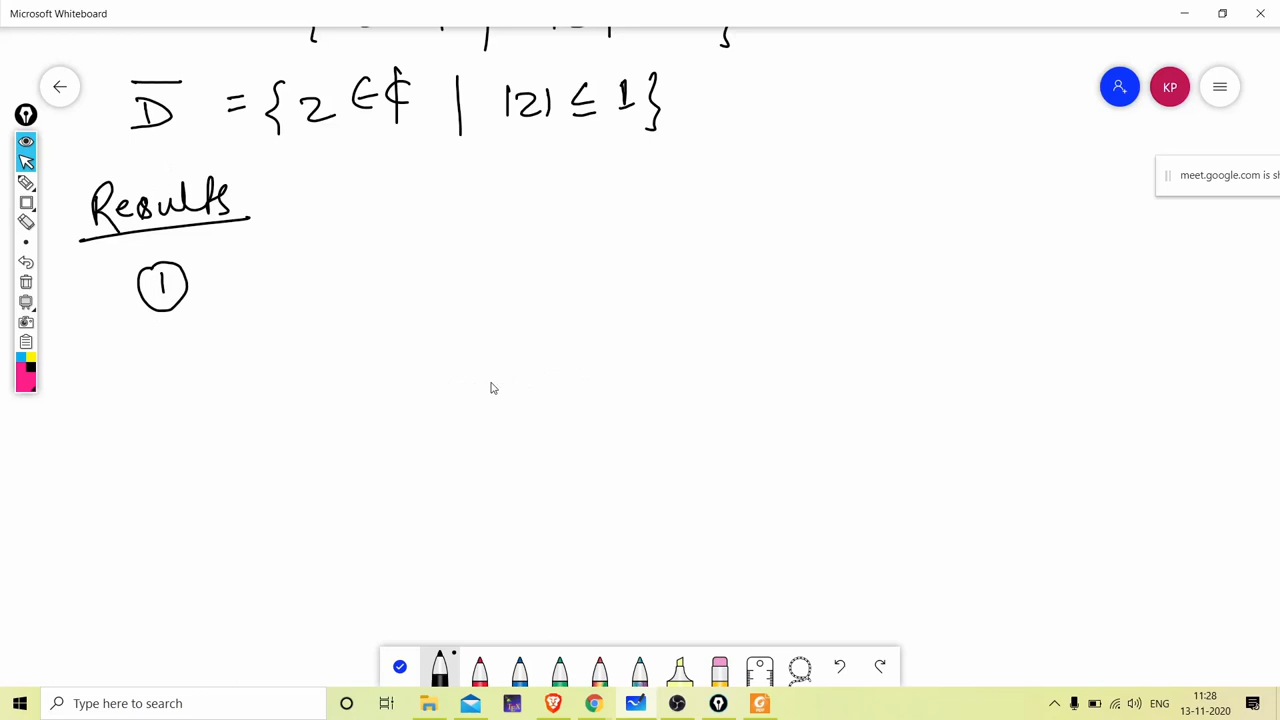 Microsoft Whiteboard
D̅ = {z ∈ ℂ | |z| ≤ 1}
KP
meet.google.com is sh
Results
①
Type here to search
11:28
ENG
13-11-2020